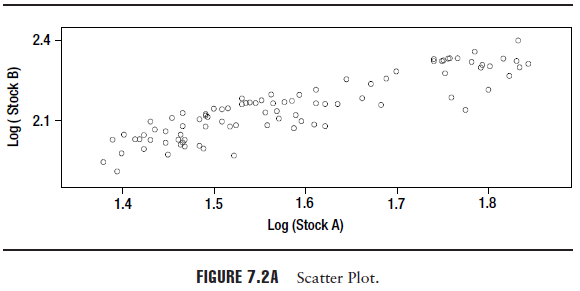 2.4
2.1
Log ( Stock B)
1.4 1.5 1.6 1.7 1.8
Log (Stock A)
FIGURE 7.2A Scatter Plot.